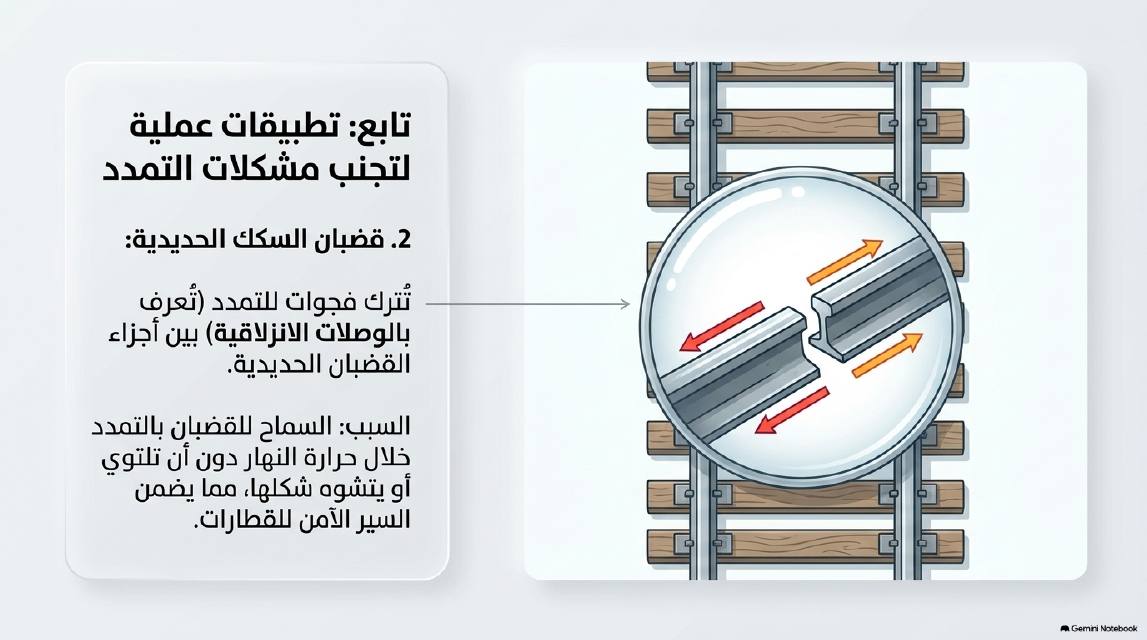 تابع: تطبيقات عملية
لتجنب مشكلات التمدد
2. قضبان السكك الحديدية:
تُترك فجوات للتمدد (تُعرف
بالوصلات الانزلاقية) بين أجزاء
القضبان الحديدية.
السبب: السماح للقضبان بالتمدد
خلال حرارة النهار دون أن تلتوي
أو يتشوه شكلها، مما يضمن
السير الآمن للقطارات.
Gemini Notebook